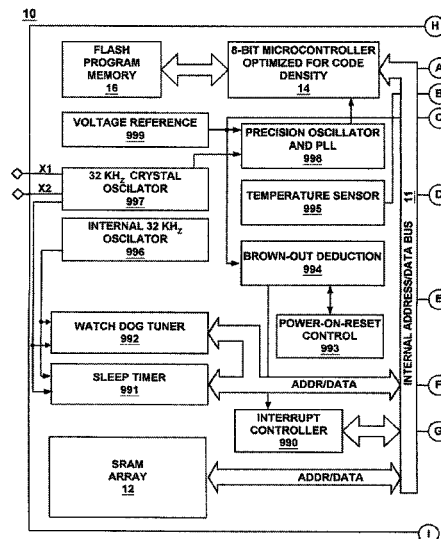 10
H
FLASH
PROGRAM
MEMORY
16
8-BIT MICROCONTROLLER
OPTIMIZED FOR CODE
DENSITY
14
A
B
C
VOLTAGE REFERENCE
999
PRECISION OSCILLATOR
AND PLL
998
X1
X2
32 KHZ CRYSTAL
OSCILATOR
997
TEMPERATURE SENSOR
995
D
INTERNAL 32 KHZ
OSCILATOR
996
BROWN-OUT DEDUCTION
994
INTERNAL ADDRESS/DATA BUS 11
E
WATCH DOG TUNER
992
POWER-ON-RESET
CONTROL
993
SLEEP TIMER
991
ADDR/DATA
F
INTERRUPT
CONTROLLER
990
G
SRAM
ARRAY
12
ADDR/DATA
I